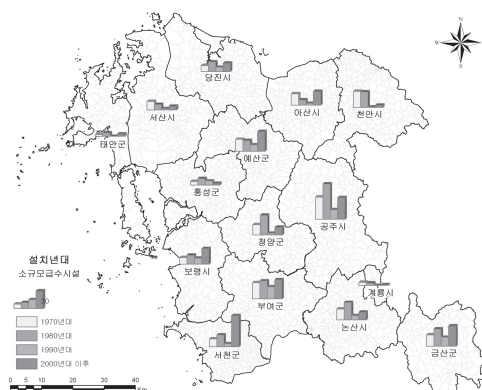 N
W E
S
당진시
아산시
천안시
서산시
태안군
예산군
홍성군
공주시
청양군
보령시
계룡시
부여군
논산시
서천군
금산군
설치년대
소규모급수시설
30
1970년대
1980년대
1990년대
2000년대 이후
0 5 10 20 30 40
Km